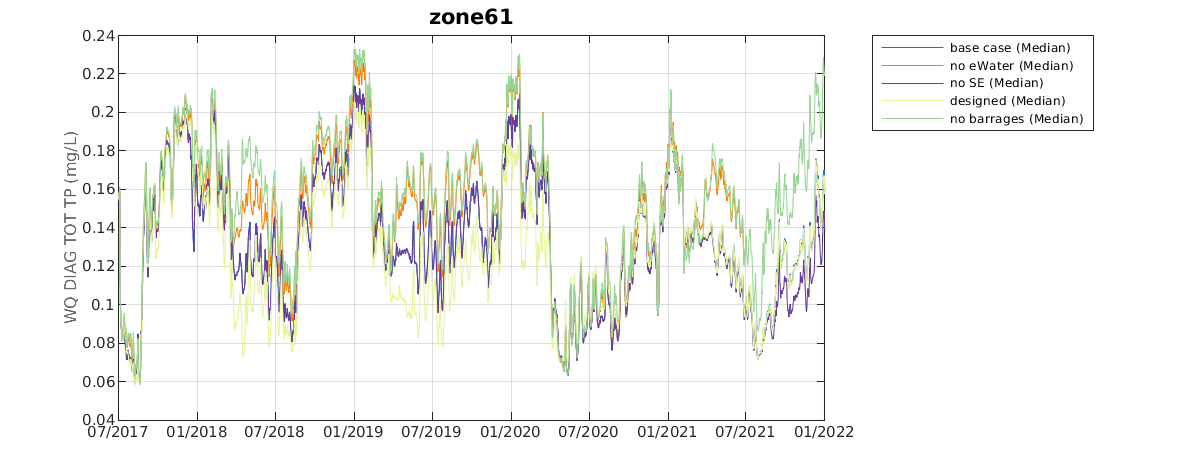 zone61
WQ DIAG TOT TP (mg/L)
0.24
0.22
0.2
0.18
0.16
0.14
0.12
0.1
0.08
0.06
0.04
07/2017 01/2018 07/2018 01/2019 07/2019 01/2020 07/2020 01/2021 07/2021 01/2022
base case (Median)
no eWater (Median)
no SE (Median)
designed (Median)
no barrages (Median)